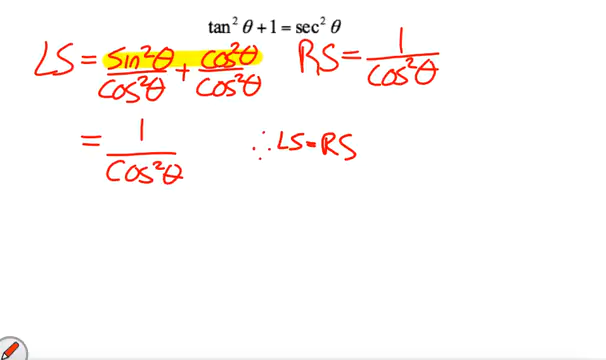 tan² θ + 1 = sec² θ
LS = sin²θ/cos²θ + cos²θ/cos²θ RS = 1/cos²θ
= 1/cos²θ ∴ LS = RS